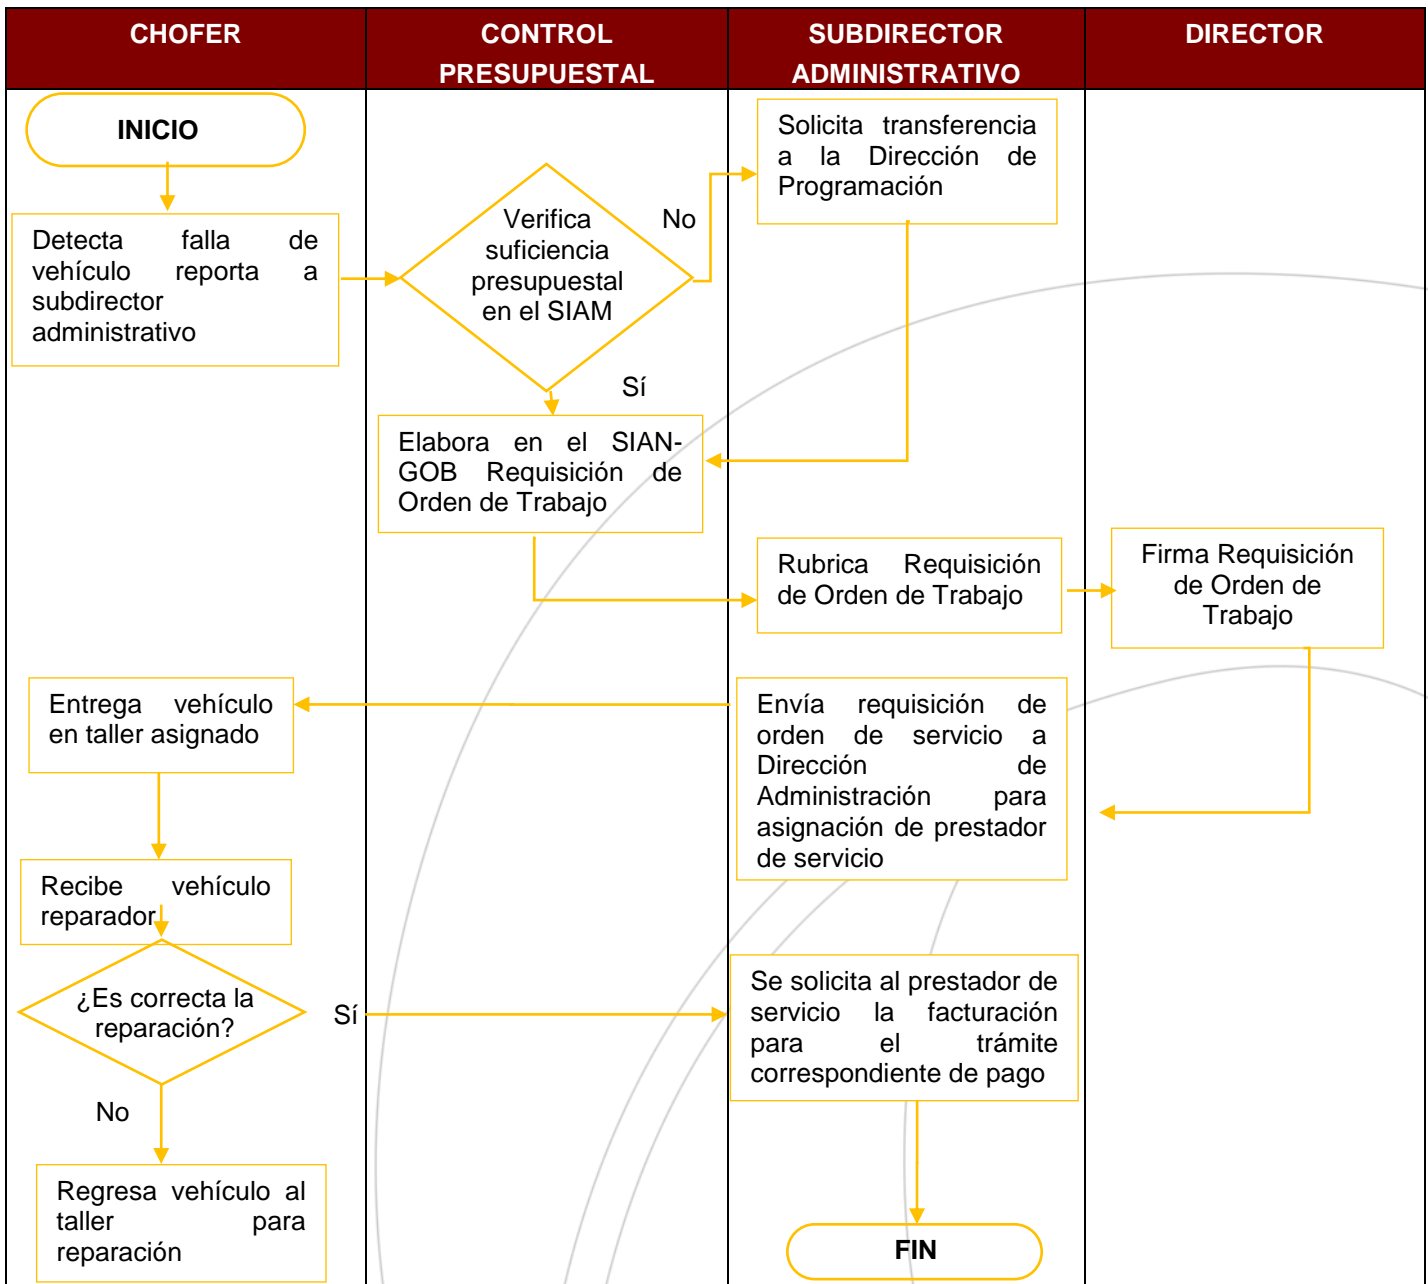 CHOFER
CONTROL
PRESUPUESTAL
SUBDIRECTOR
ADMINISTRATIVO
DIRECTOR
INICIO
Detecta falla de
vehículo reporta a
subdirector
administrativo
Verifica
suficiencia
presupuestal
en el SIAM
No
Sí
Solicita transferencia
a la Dirección de
Programación
Elabora en el SIAN-
GOB Requisición de
Orden de Trabajo
Rubrica Requisición
de Orden de Trabajo
Firma Requisición
de Orden de
Trabajo
Envía requisición de
orden de servicio a
Dirección de
Administración para
asignación de prestador
de servicio
Entrega vehículo
en taller asignado
Recibe vehículo
reparador
¿Es correcta la
reparación?
Sí
No
Se solicita al prestador de
servicio la facturación
para el trámite
correspondiente de pago
Regresa vehículo al
taller para
reparación
FIN